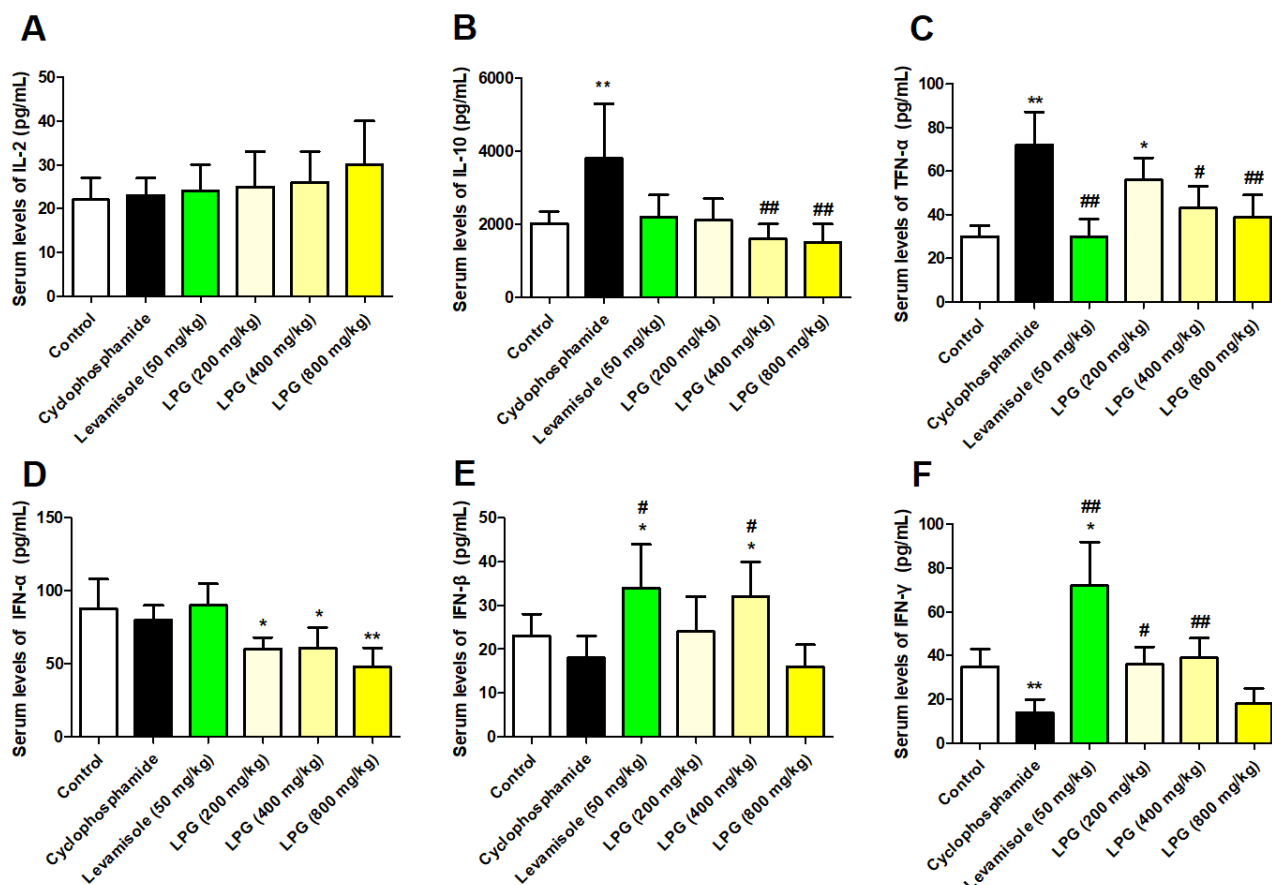 A
Serum levels of IL-2 (pg/mL)
50
40
30
20
10
0
Control
Cyclophosphamide
Levamisole (50 mg/kg)
LPG (200 mg/kg)
LPG (400 mg/kg)
LPG (800 mg/kg)
B
Serum levels of IL-10 (pg/mL)
6000
4000
2000
0
**
##
##
Control
Cyclophosphamide
Levamisole (50 mg/kg)
LPG (200 mg/kg)
LPG (400 mg/kg)
LPG (800 mg/kg)
C
Serum levels of TFN-α (pg/mL)
100
80
60
40
20
0
**
##
*
#
##
Control
Cyclophosphamide
Levamisole (50 mg/kg)
LPG (200 mg/kg)
LPG (400 mg/kg)
LPG (800 mg/kg)
D
Serum levels of IFN-α (pg/mL)
150
100
50
0
*
*
**
Control
Cyclophosphamide
Levamisole (50 mg/kg)
LPG (200 mg/kg)
LPG (400 mg/kg)
LPG (800 mg/kg)
E
Serum levels of IFN-β (pg/mL)
50
40
30
20
10
0
#
*
#
*
Control
Cyclophosphamide
Levamisole (50 mg/kg)
LPG (200 mg/kg)
LPG (400 mg/kg)
LPG (800 mg/kg)
F
Serum levels of IFN-γ (pg/mL)
100
80
60
40
20
0
**
##
*
#
##
Control
Cyclophosphamide
Levamisole (50 mg/kg)
LPG (200 mg/kg)
LPG (400 mg/kg)
LPG (800 mg/kg)